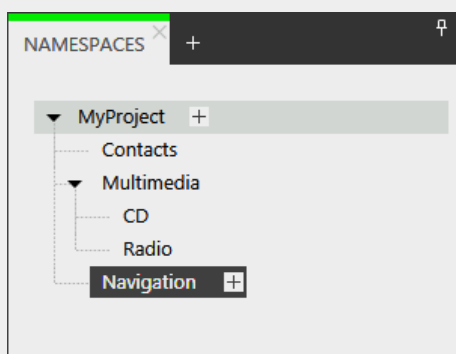 NAMESPACES
MyProject
Contacts
Multimedia
CD
Radio
Navigation